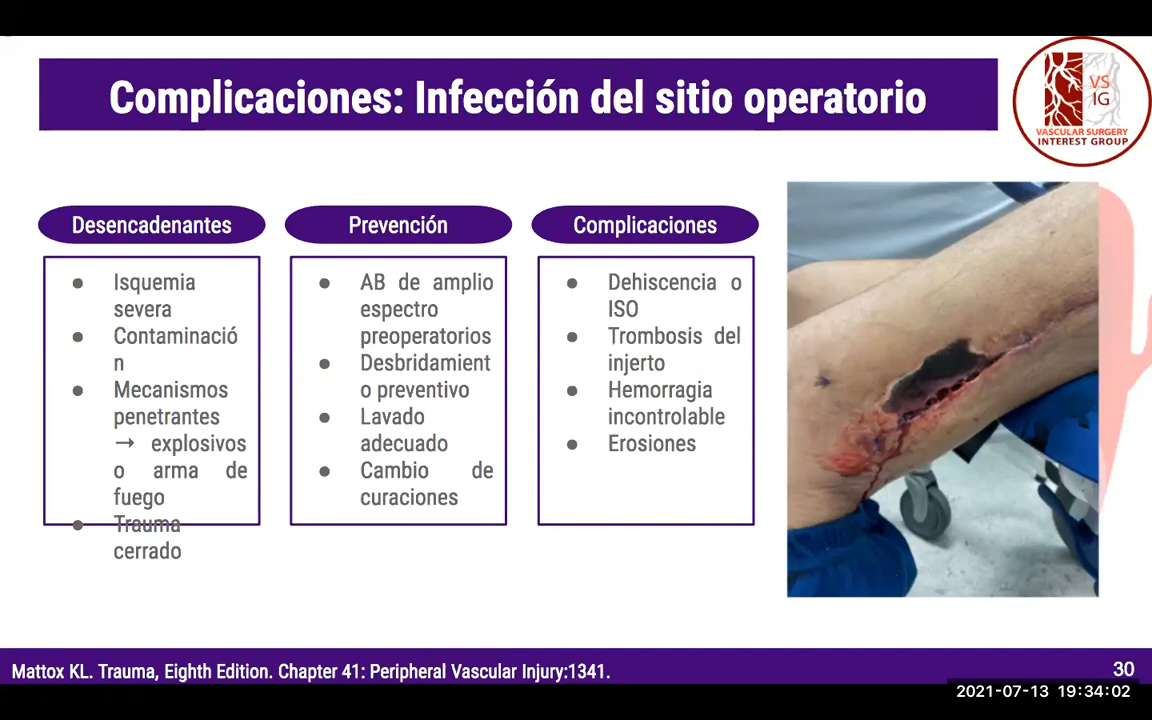 Complicaciones: Infección del sitio operatorio
VS
IG
VASCULAR SURGERY
INTEREST GROUP
Desencadenantes
● Isquemia
severa
● Contaminació
n
● Mecanismos
penetrantes
→ explosivos
o arma de
fuego
● Trauma
cerrado
Prevención
● AB de amplio
espectro
preoperatorios
● Desbridamient
o preventivo
● Lavado
adecuado
● Cambio de
curaciones
Complicaciones
● Dehiscencia o
ISO
● Trombosis del
injerto
● Hemorragia
incontrolable
● Erosiones
Mattox KL. Trauma, Eighth Edition. Chapter 41: Peripheral Vascular Injury:1341.
30
2021-07-13 19:34:02